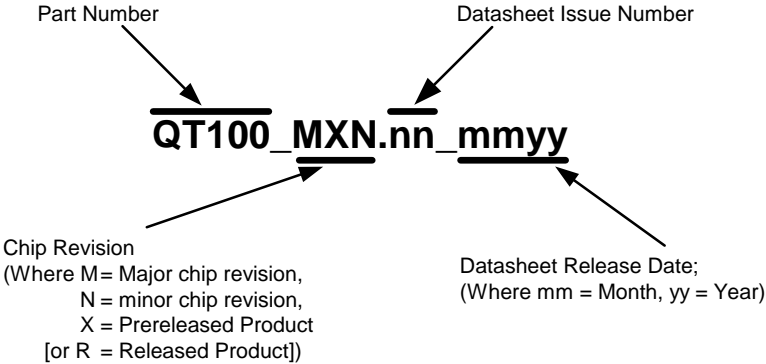 Part Number
Datasheet Issue Number
QT100_MXN.nn_mmyy
Chip Revision
(Where M = Major chip revision,
N = minor chip revision,
X = Prereleased Product
[or R = Released Product])
Datasheet Release Date;
(Where mm = Month, yy = Year)